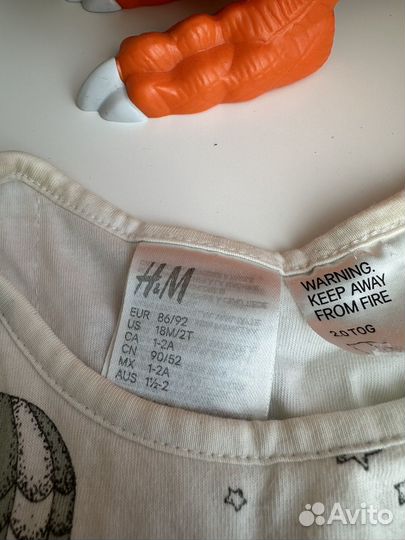 H&M
EUR 86/92
US 18M/2T
CA 1-2A
CN 90/52
MX 1-2A
AUS 1½-2
WARNING.
KEEP AWAY
FROM FIRE
2.0 TOG
Avito